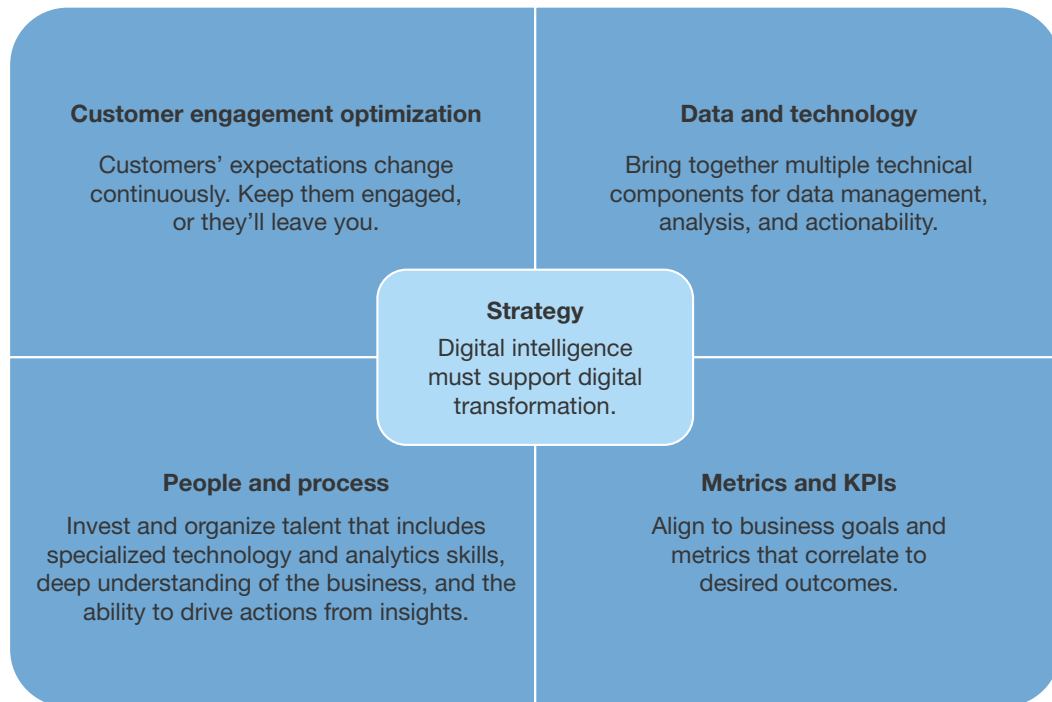 Customer engagement optimization
Customers’ expectations change
continuously. Keep them engaged,
or they’ll leave you.
Data and technology
Bring together multiple technical
components for data management,
analysis, and actionability.
Strategy
Digital intelligence
must support digital
transformation.
People and process
Invest and organize talent that includes
specialized technology and analytics skills,
deep understanding of the business, and the
ability to drive actions from insights.
Metrics and KPIs
Align to business goals and
metrics that correlate to
desired outcomes.